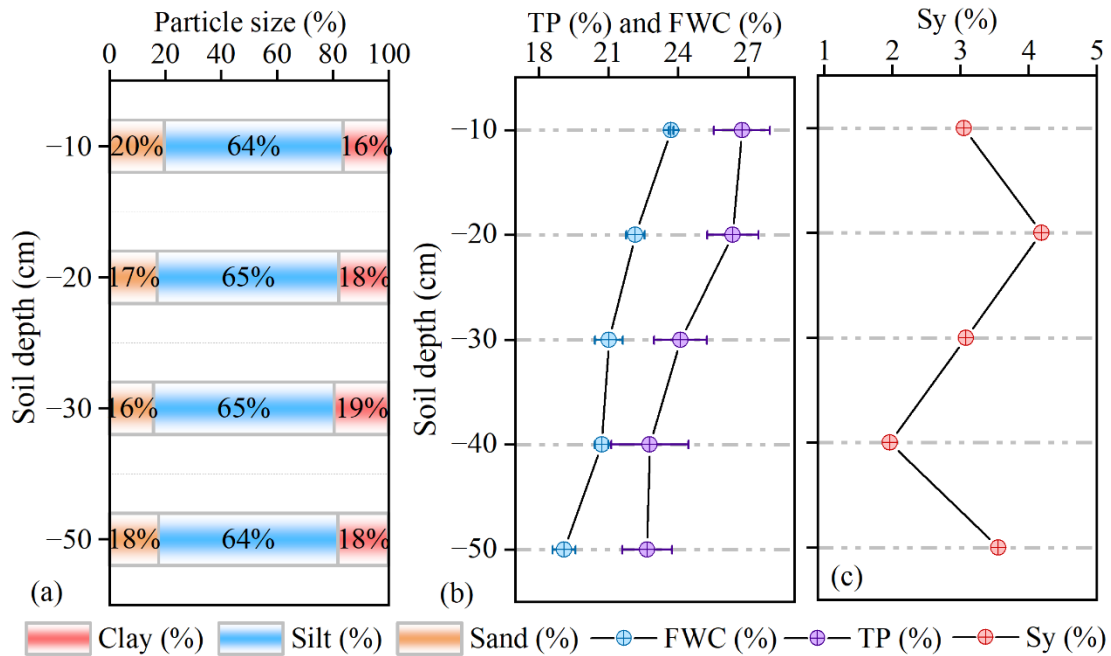 Particle size (%)
0 20 40 60 80 100
Soil depth (cm)
−10
20% 64% 16%
−20
17% 65% 18%
−30
16% 65% 19%
−50
18% 64% 18%
(a)
TP (%) and FWC (%)
18 21 24 27
Soil depth (cm)
−10
−20
−30
−40
−50
(b)
Sy (%)
1 2 3 4 5
(c)
Clay (%) Silt (%) Sand (%) FWC (%) TP (%) Sy (%)